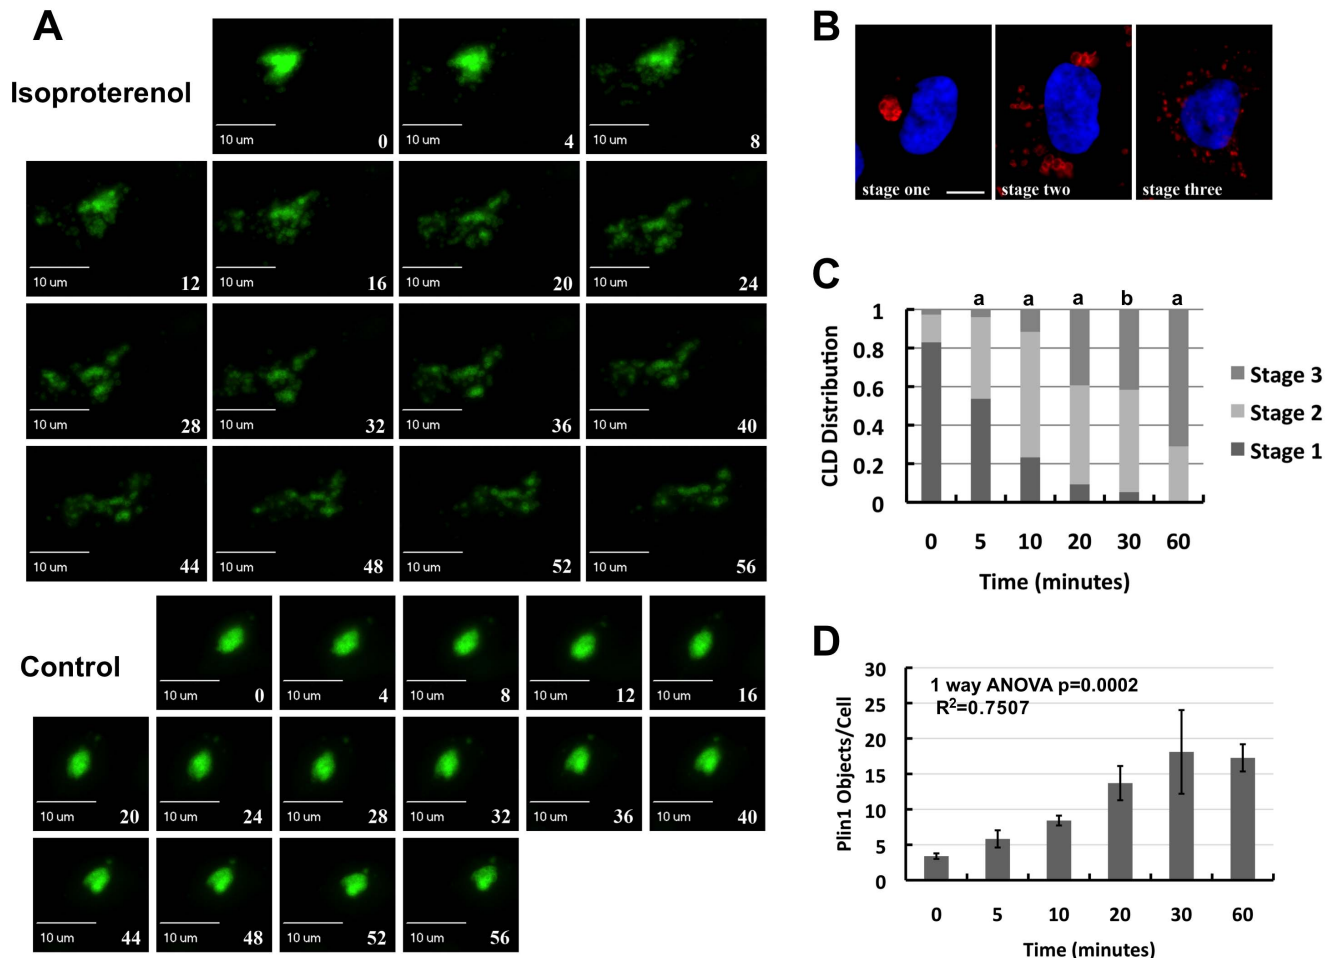 A
Isoproterenol
10 um 0
10 um 4
10 um 8
10 um 12
10 um 16
10 um 20
10 um 24
10 um 28
10 um 32
10 um 36
10 um 40
10 um 44
10 um 48
10 um 52
10 um 56
Control
10 um 0
10 um 4
10 um 8
10 um 12
10 um 16
10 um 20
10 um 24
10 um 28
10 um 32
10 um 36
10 um 40
10 um 44
10 um 48
10 um 52
10 um 56
B
stage one
stage two
stage three
C
a a a b a
CLD Distribution
1
0.8
0.6
0.4
0.2
0
0 5 10 20 30 60
Time (minutes)
Stage 3
Stage 2
Stage 1
D
1 way ANOVA p=0.0002
R²=0.7507
Plin1 Objects/Cell
30
25
20
15
10
5
0
0 5 10 20 30 60
Time (minutes)